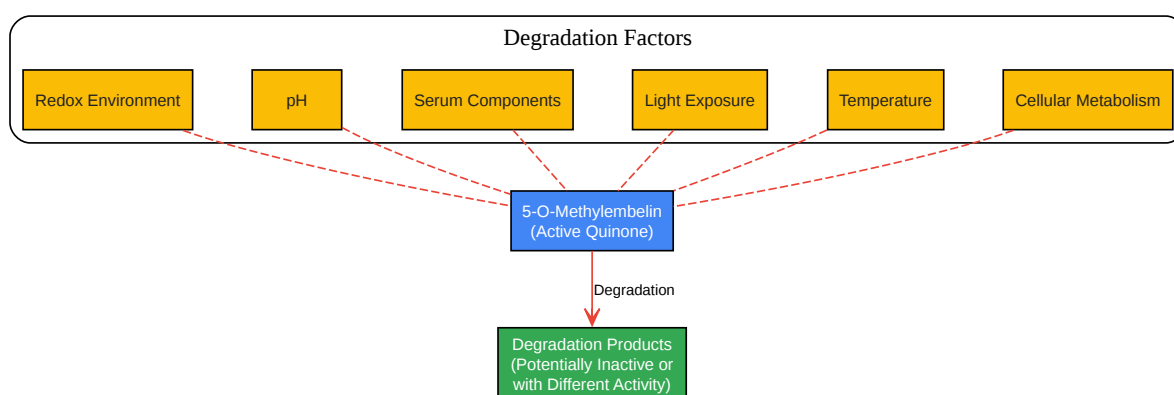 Degradation Factors
Redox Environment
pH
Serum Components
Light Exposure
Temperature
Cellular Metabolism
5-O-Methylembelin
(Active Quinone)
Degradation
Degradation Products
(Potentially Inactive or
with Different Activity)